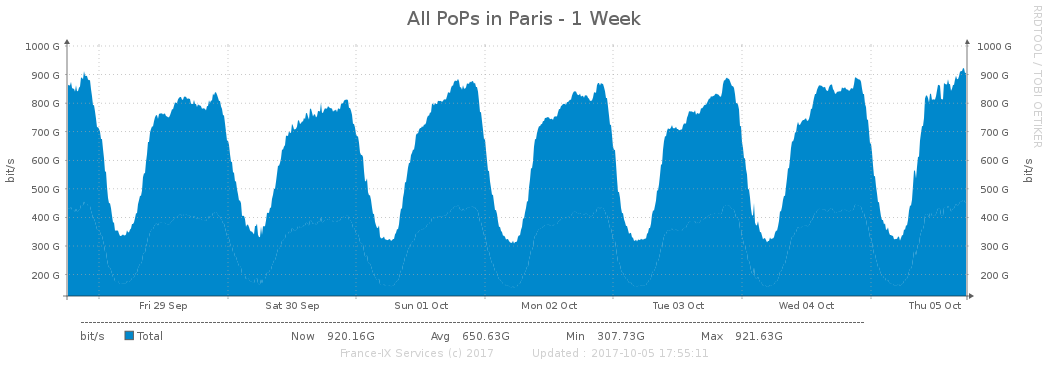 All PoPs in Paris - 1 Week
RRDTOOL / TOBI OETIKER
1000 G 1000 G
900 G 900 G
800 G 800 G
700 G 700 G
600 G 600 G
500 G 500 G
400 G 400 G
300 G 300 G
200 G 200 G
bit/s bit/s
Fri 29 Sep Sat 30 Sep Sun 01 Oct Mon 02 Oct Tue 03 Oct Wed 04 Oct Thu 05 Oct
bit/s Total Now 920.16G Avg 650.63G Min 307.73G Max 921.63G
France-IX Services (c) 2017 Updated : 2017-10-05 17:55:11